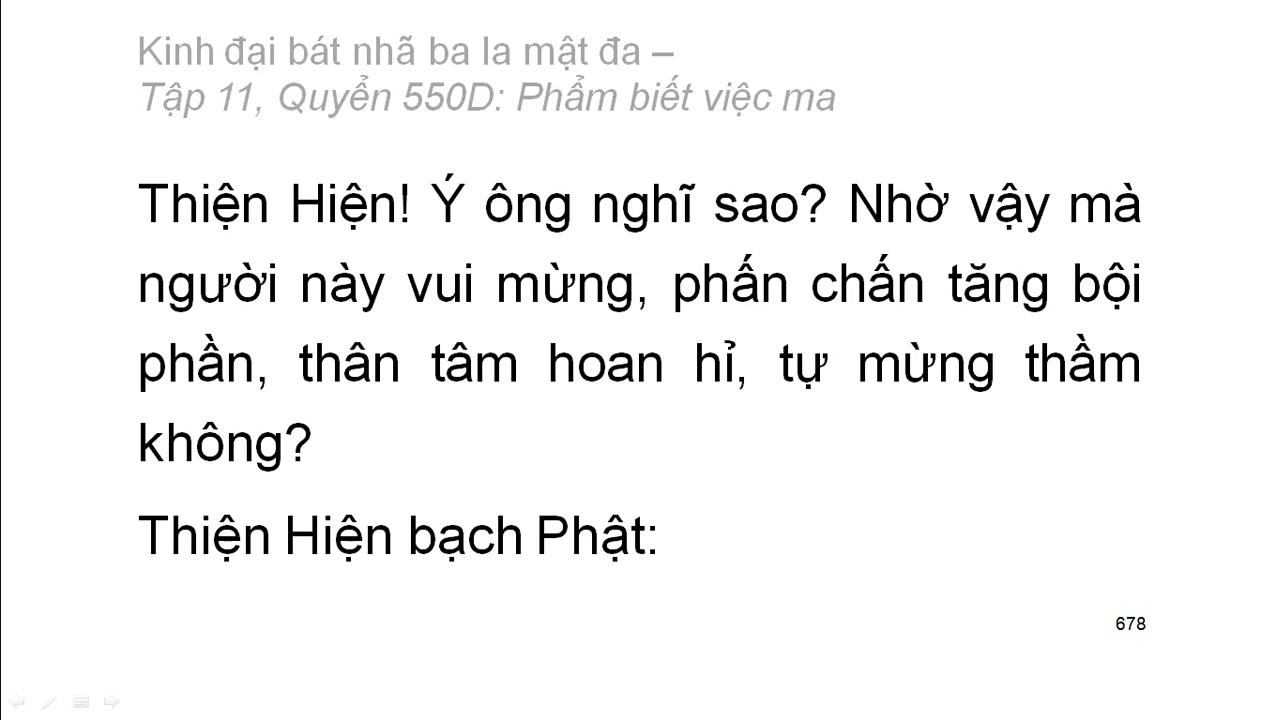 Kinh đại bát nhã ba la mật đa –
Tập 11, Quyển 550D: Phẩm biết việc ma
Thiện Hiện! Ý ông nghĩ sao? Nhờ vậy mà
người này vui mừng, phấn chấn tăng bội
phần, thân tâm hoan hỉ, tự mừng thầm
không?
Thiện Hiện bạch Phật:
678